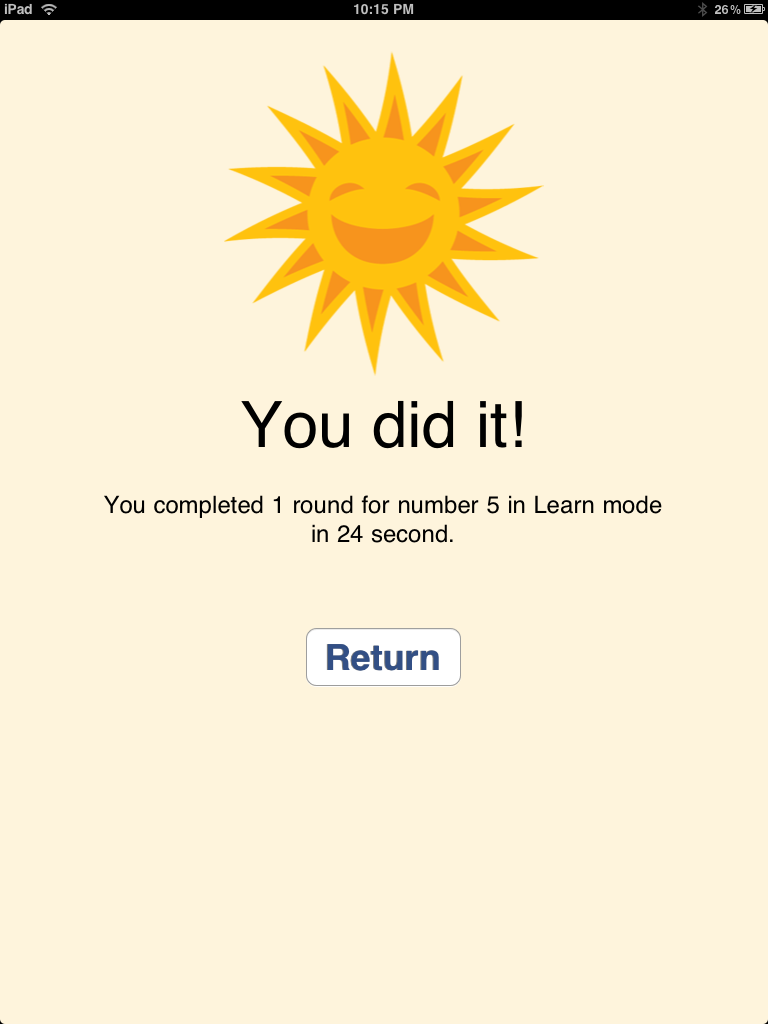 iPad 10:15 PM 26%
You did it!
You completed 1 round for number 5 in Learn mode
in 24 second.
Return